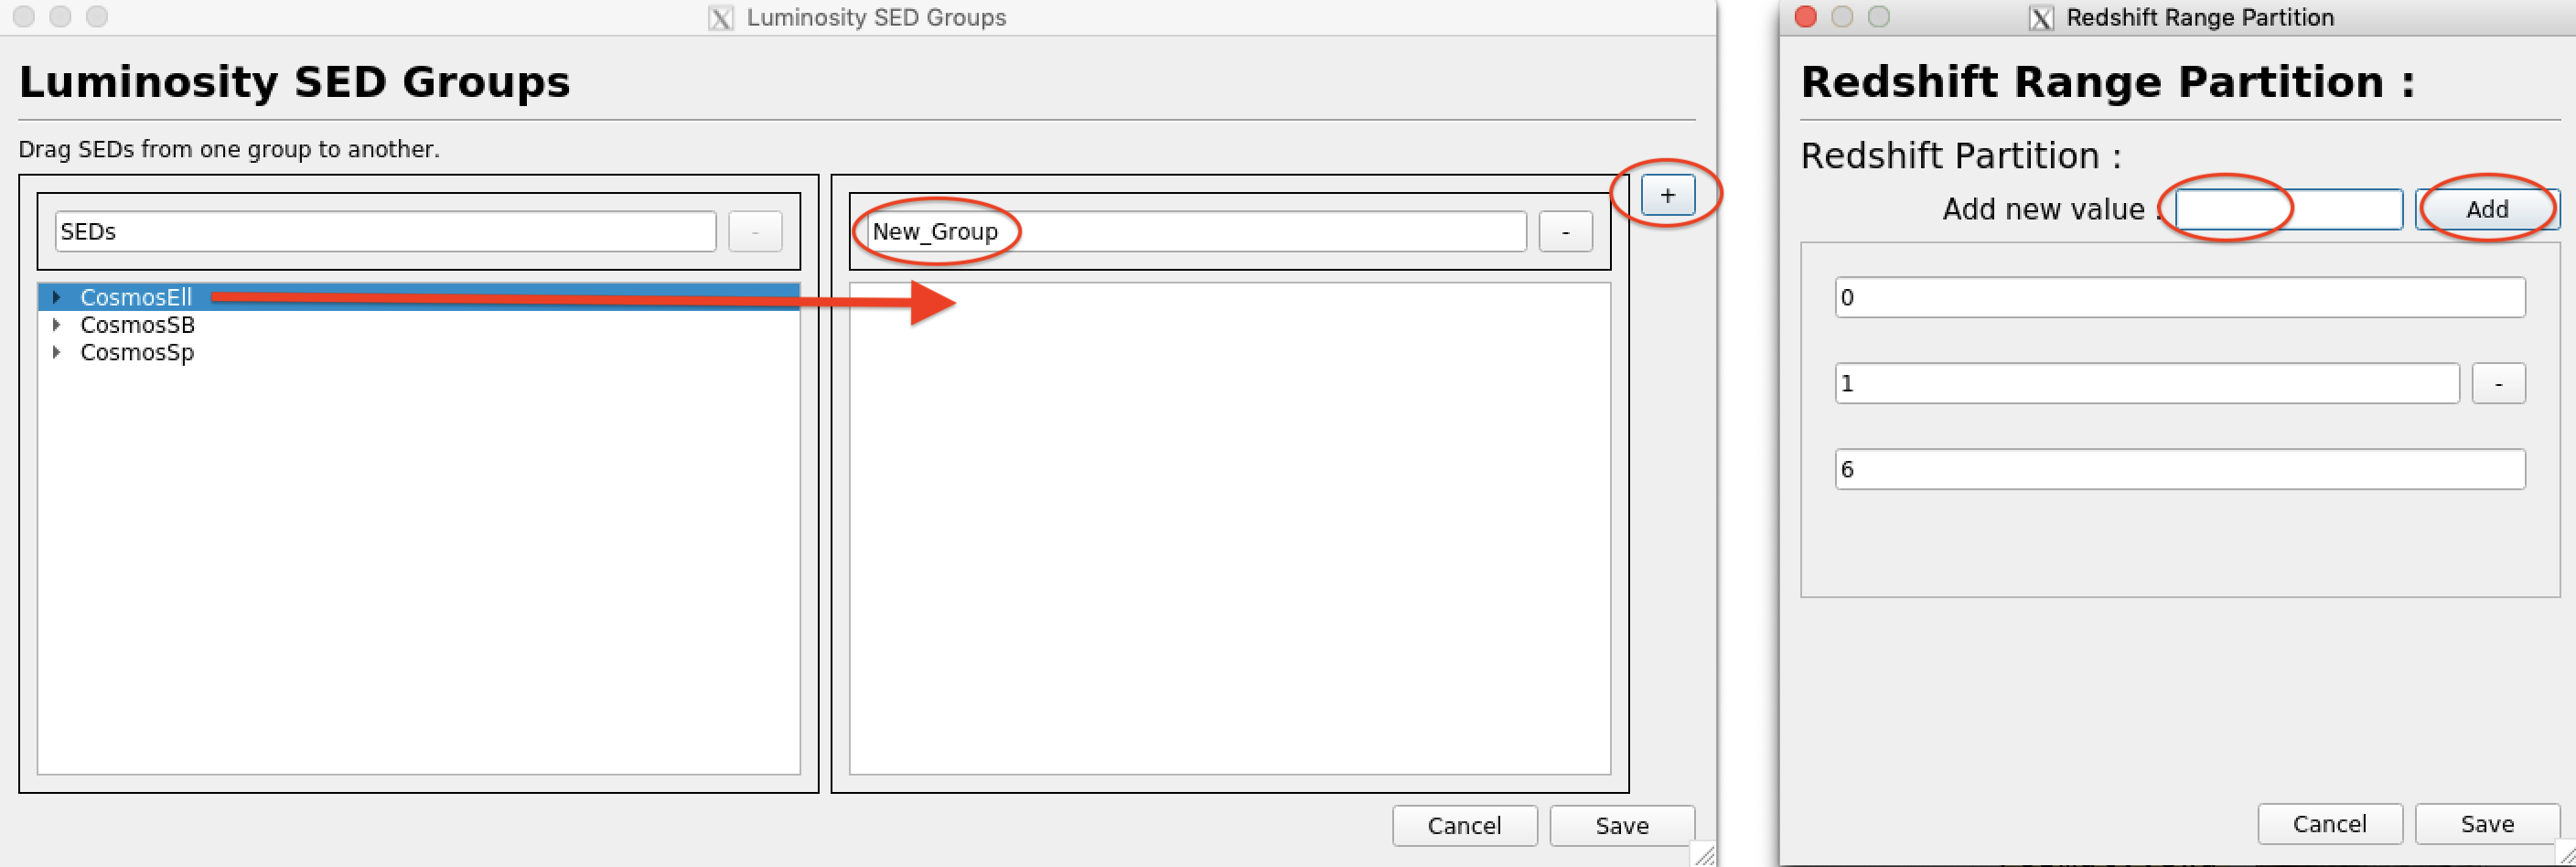 Luminosity SED Groups
Luminosity SED Groups
Drag SEDs from one group to another.
SEDs
-
New_Group
-
+
CosmosEll
CosmosSB
CosmosSp
Cancel
Save
Redshift Range Partition
Redshift Range Partition :
Redshift Partition :
Add new value :
Add
0
1
-
6
Cancel
Save